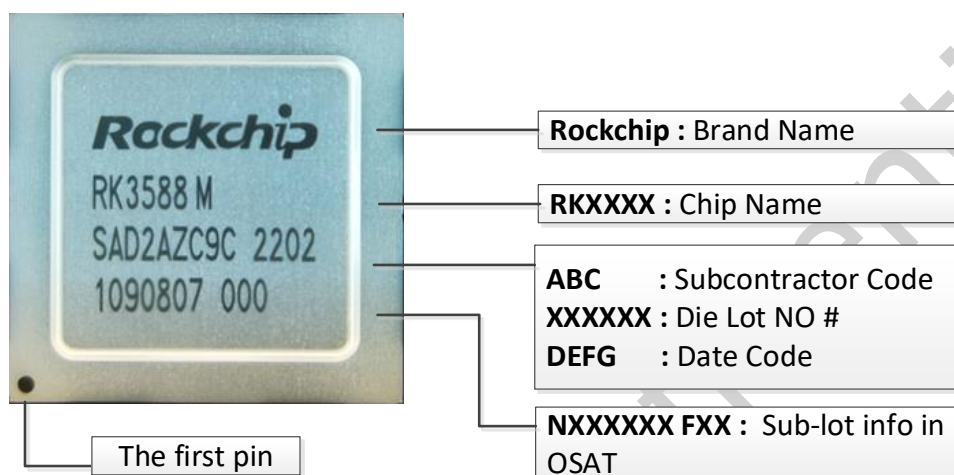 Rockchip
RK3588 M
SAD2AZC9C 2202
1090807 000
Rockchip : Brand Name
RKXXXX : Chip Name
ABC : Subcontractor Code
XXXXXX : Die Lot NO #
DEFG : Date Code
NXXXXXX FXX : Sub-lot info in
OSAT
The first pin